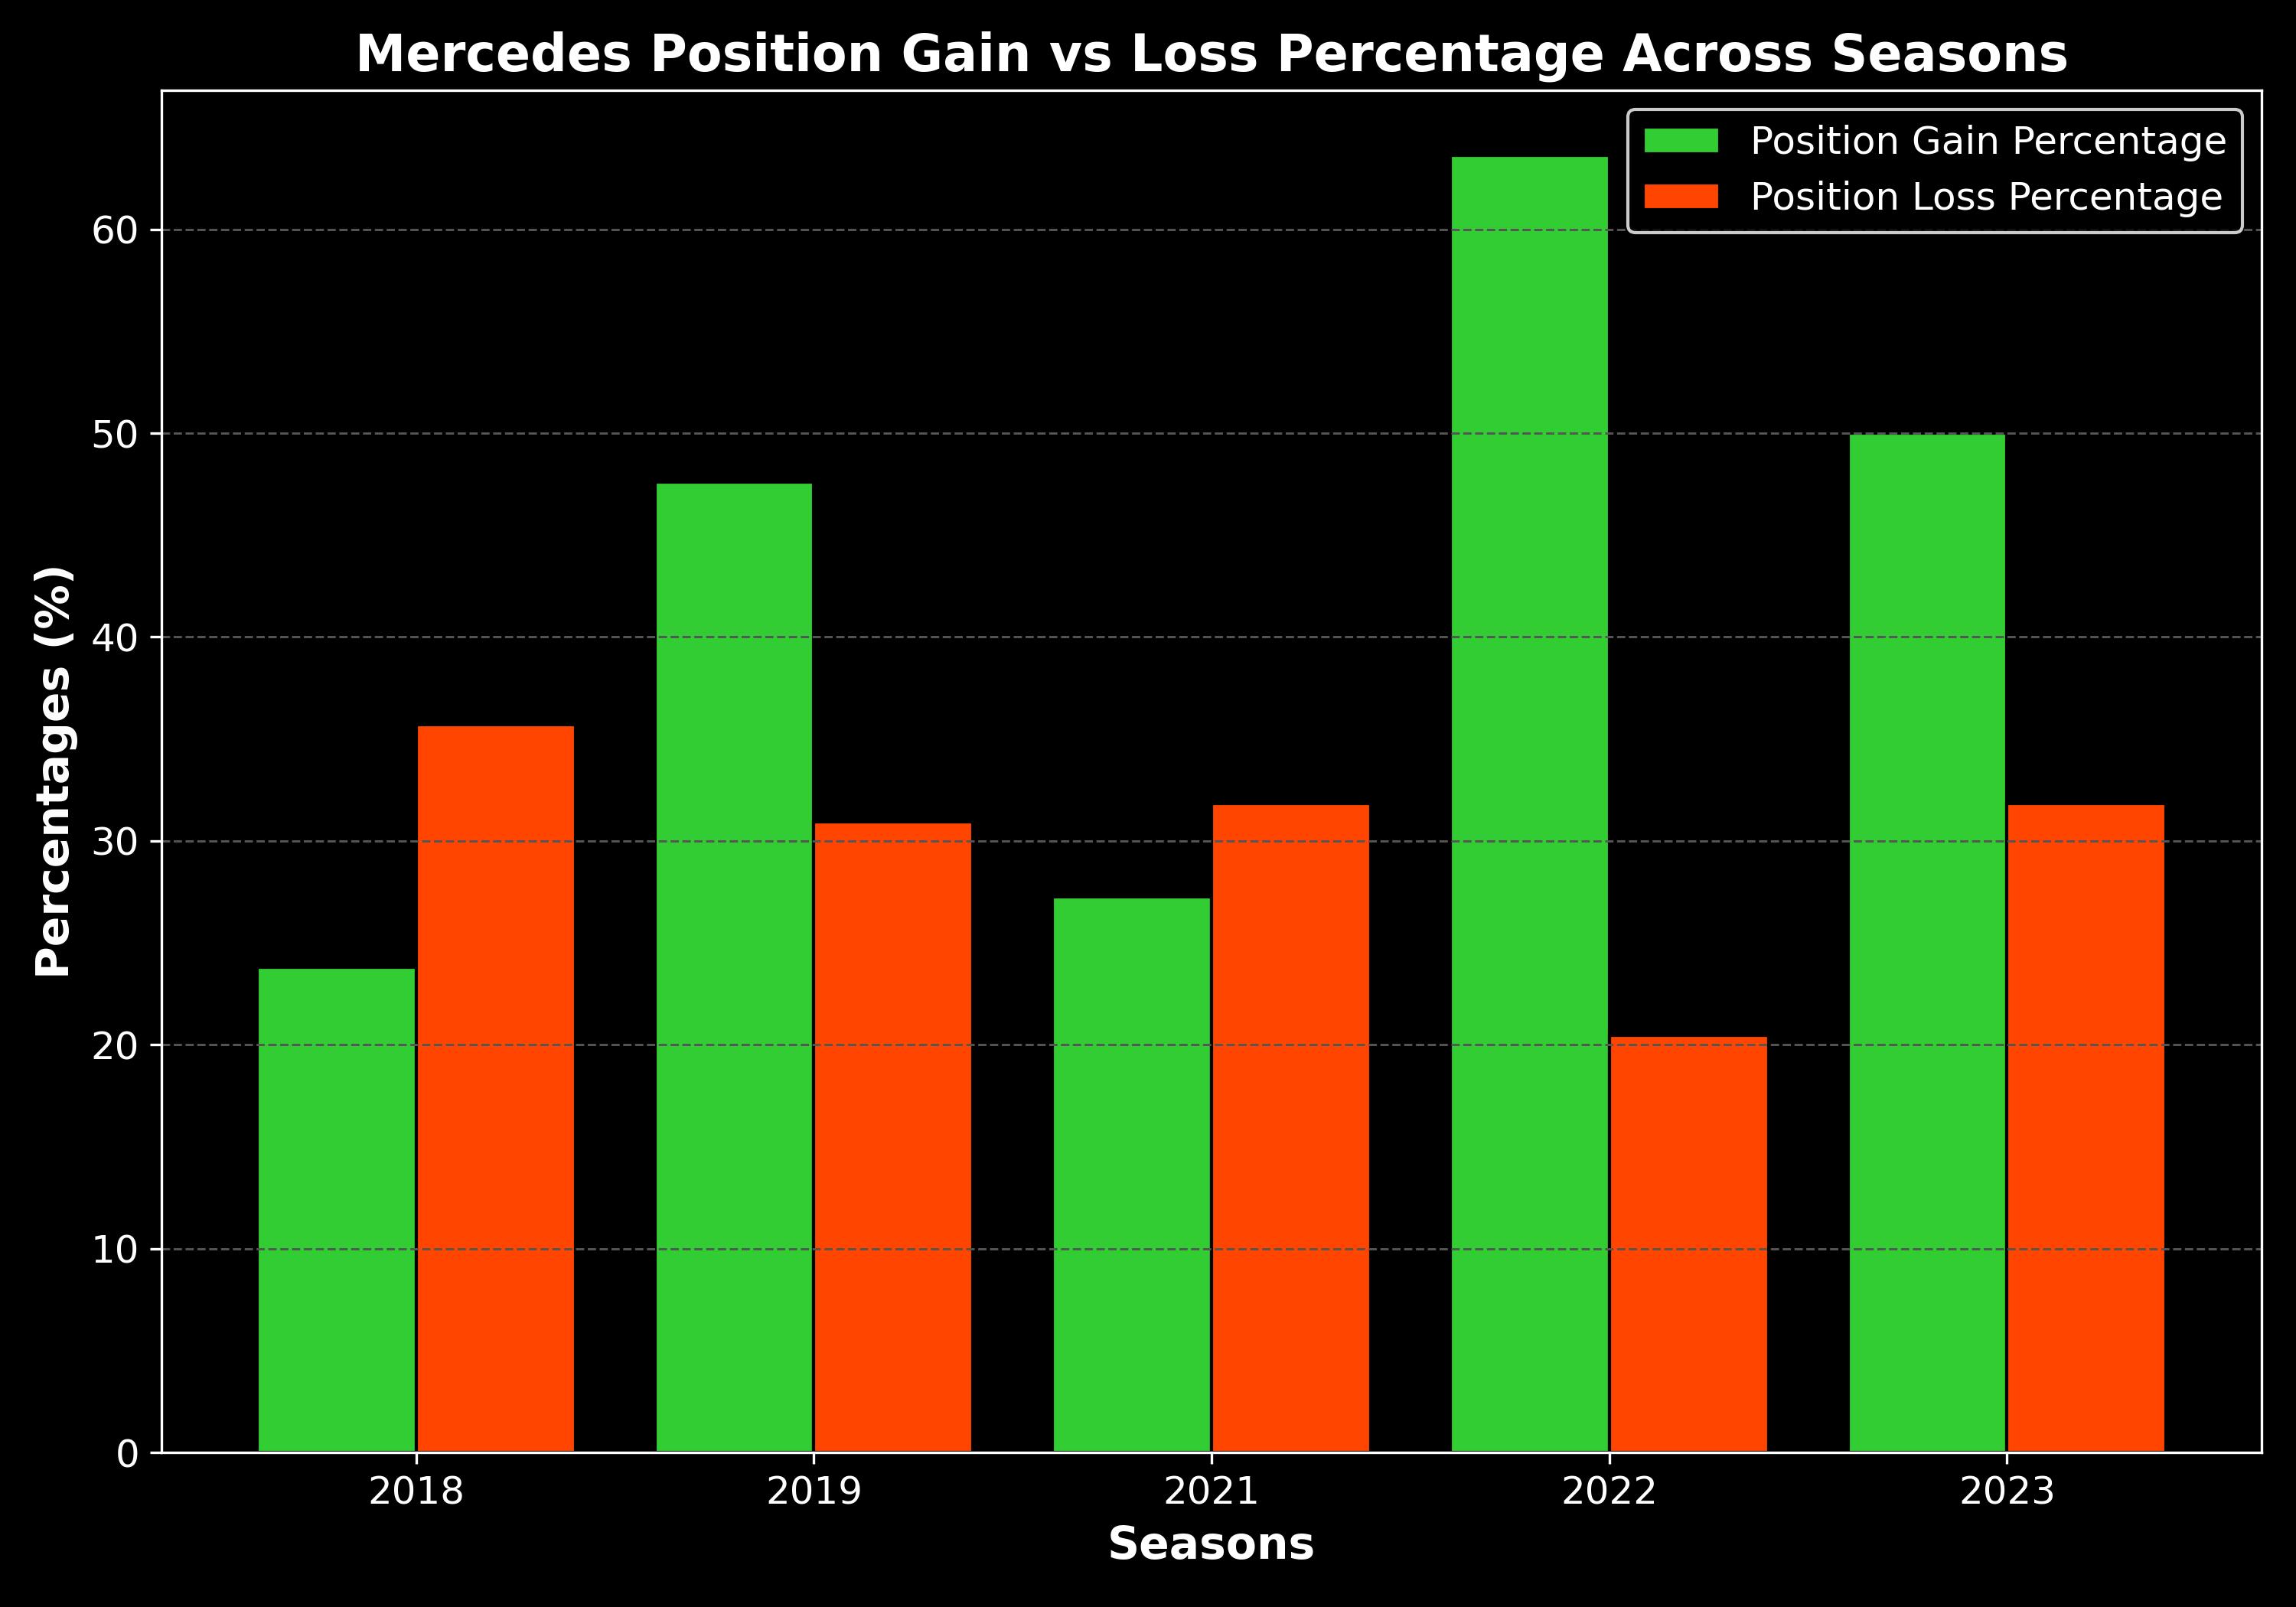 Mercedes Position Gain vs Loss Percentage Across Seasons
Position Gain Percentage
Position Loss Percentage
Percentages (%)
60
50
40
30
20
10
0
2018 2019 2021 2022 2023
Seasons